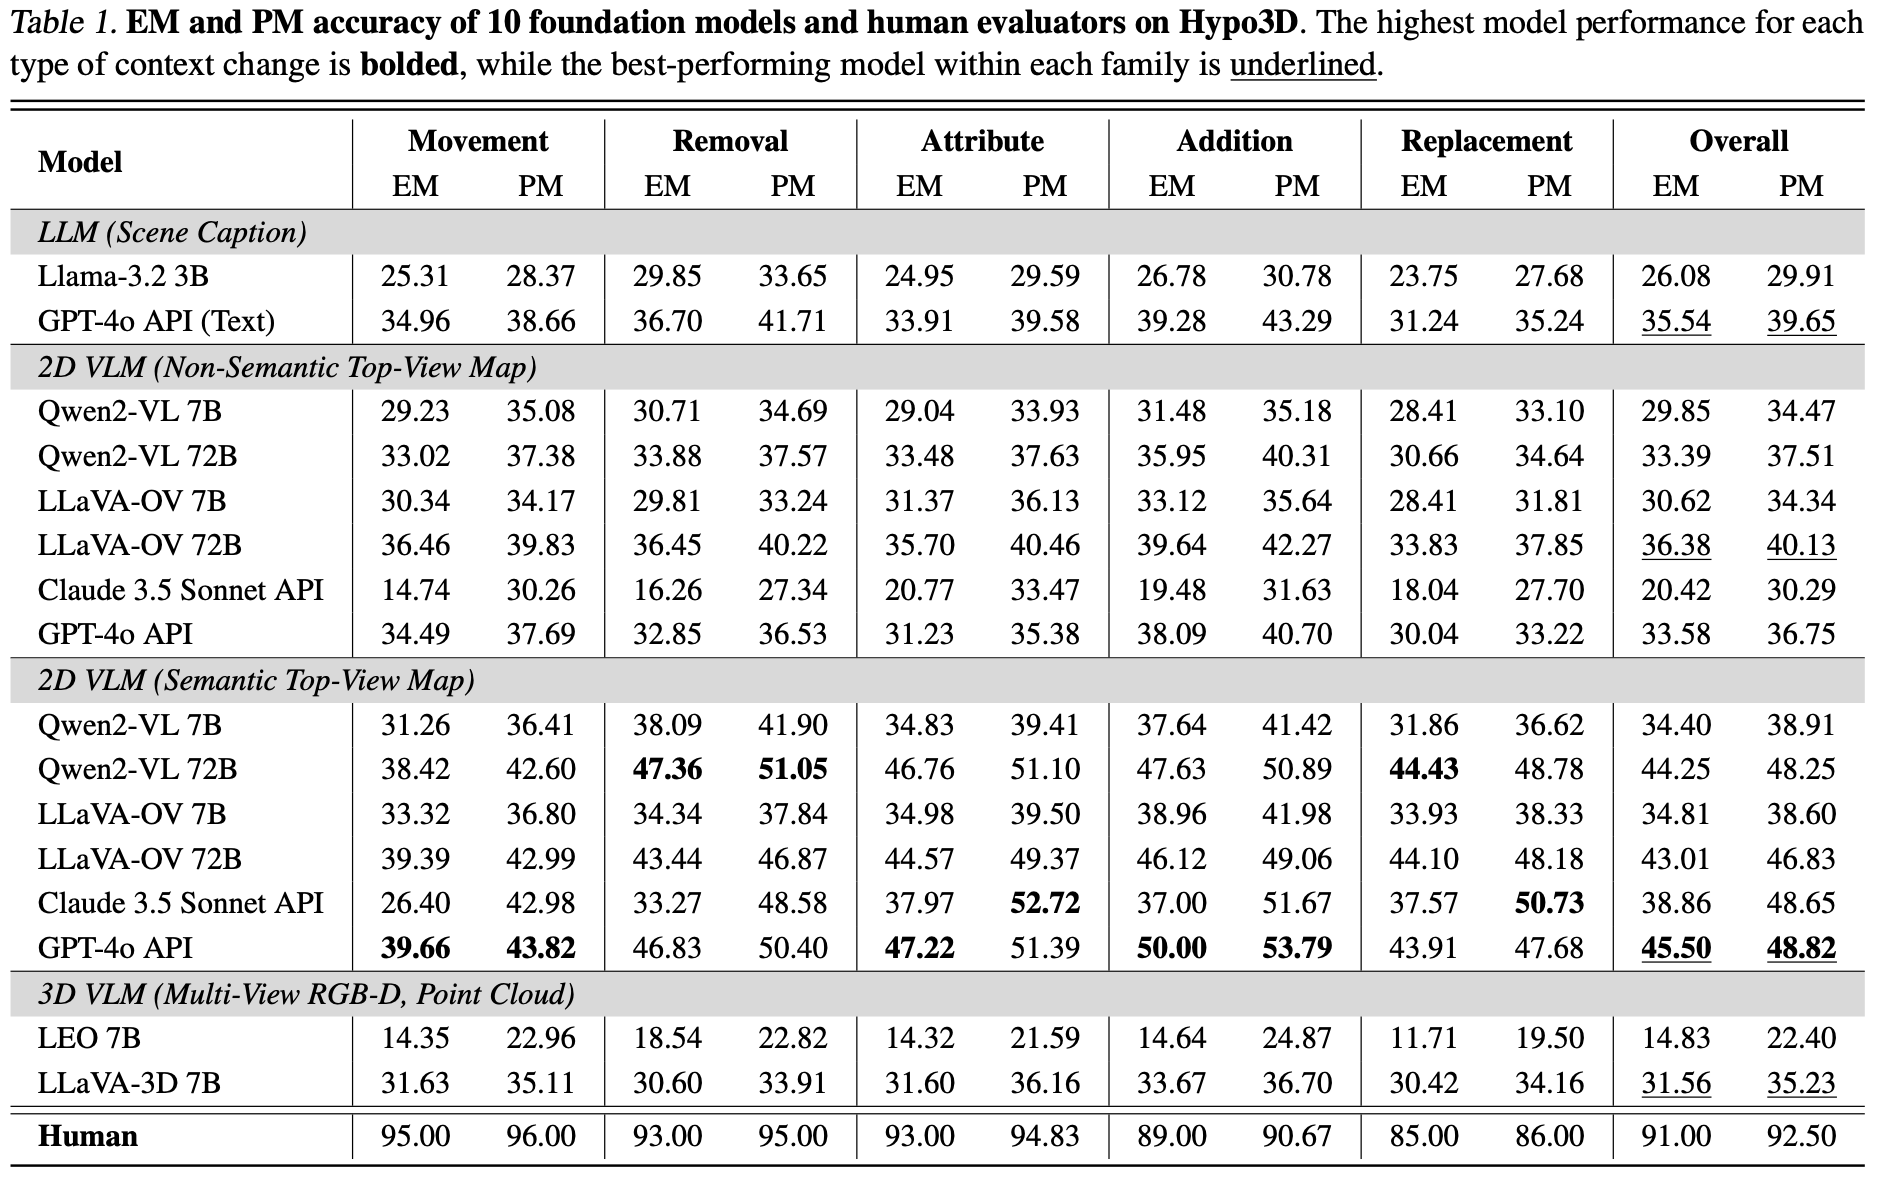 Table 1. EM and PM accuracy of 10 foundation models and human evaluators on Hypo3D. The highest model performance for each
type of context change is bolded, while the best-performing model within each family is underlined.
Model Movement Removal Attribute Addition Replacement Overall
EM PM EM PM EM PM EM PM EM PM EM PM
LLM (Scene Caption)
Llama-3.2 3B 25.31 28.37 29.85 33.65 24.95 29.59 26.78 30.78 23.75 27.68 26.08 29.91
GPT-4o API (Text) 34.96 38.66 36.70 41.71 33.91 39.58 39.28 43.29 31.24 35.24 35.54 39.65
2D VLM (Non-Semantic Top-View Map)
Qwen2-VL 7B 29.23 35.08 30.71 34.69 29.04 33.93 31.48 35.18 28.41 33.10 29.85 34.47
Qwen2-VL 72B 33.02 37.38 33.88 37.57 33.48 37.63 35.95 40.31 30.66 34.64 33.39 37.51
LLaVA-OV 7B 30.34 34.17 29.81 33.24 31.37 36.13 33.12 35.64 28.41 31.81 30.62 34.34
LLaVA-OV 72B 36.46 39.83 36.45 40.22 35.70 40.46 39.64 42.27 33.83 37.85 36.38 40.13
Claude 3.5 Sonnet API 14.74 30.26 16.26 27.34 20.77 33.47 19.48 31.63 18.04 27.70 20.42 30.29
GPT-4o API 34.49 37.69 32.85 36.53 31.23 35.38 38.09 40.70 30.04 33.22 33.58 36.75
2D VLM (Semantic Top-View Map)
Qwen2-VL 7B 31.26 36.41 38.09 41.90 34.83 39.41 37.64 41.42 31.86 36.62 34.40 38.91
Qwen2-VL 72B 38.42 42.60 47.36 51.05 46.76 51.10 47.63 50.89 44.43 48.78 44.25 48.25
LLaVA-OV 7B 33.32 36.80 34.34 37.84 34.98 39.50 38.96 41.98 33.93 38.33 34.81 38.60
LLaVA-OV 72B 39.39 42.99 43.44 46.87 44.57 49.37 46.12 49.06 44.10 48.18 43.01 46.83
Claude 3.5 Sonnet API 26.40 42.98 33.27 48.58 37.97 52.72 37.00 51.67 37.57 50.73 38.86 48.65
GPT-4o API 39.66 43.82 46.83 50.40 47.22 51.39 50.00 53.79 43.91 47.68 45.50 48.82
3D VLM (Multi-View RGB-D, Point Cloud)
LEO 7B 14.35 22.96 18.54 22.82 14.32 21.59 14.64 24.87 11.71 19.50 14.83 22.40
LLaVA-3D 7B 31.63 35.11 30.60 33.91 31.60 36.16 33.67 36.70 30.42 34.16 31.56 35.23
Human 95.00 96.00 93.00 95.00 93.00 94.83 89.00 90.67 85.00 86.00 91.00 92.50